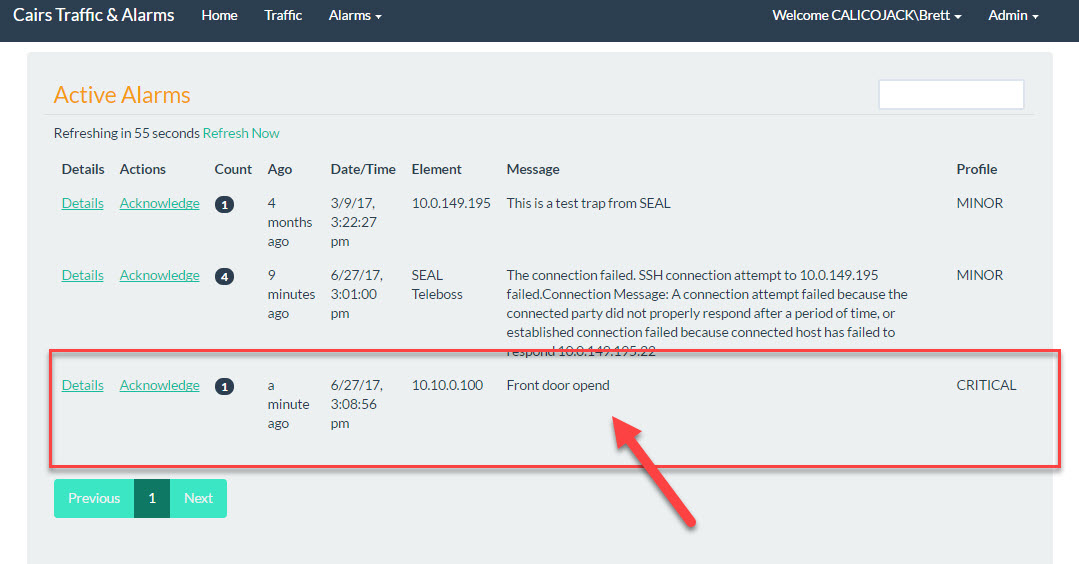 Cairs Traffic & Alarms Home Traffic Alarms Welcome CALICOJACK\Brett Admin
Active Alarms
Refreshing in 55 seconds Refresh Now
Details Actions Count Ago Date/Time Element Message Profile
Details Acknowledge 1 4 3/9/17, 10.0.149.195 This is a test trap from SEAL MINOR
months 3:22:27
ago pm
Details Acknowledge 4 9 6/27/17, SEAL The connection failed. SSH connection attempt to 10.0.149.195 MINOR
minutes 3:01:00 Teleboss failed.Connection Message: A connection attempt failed because the
ago pm connected party did not properly respond after a period of time, or
established connection failed because connected host has failed to
respond 10.0.149.195:22
Details Acknowledge 1 a 6/27/17, 10.10.0.100 Front door opend CRITICAL
minute 3:08:56
ago pm
Previous 1 Next